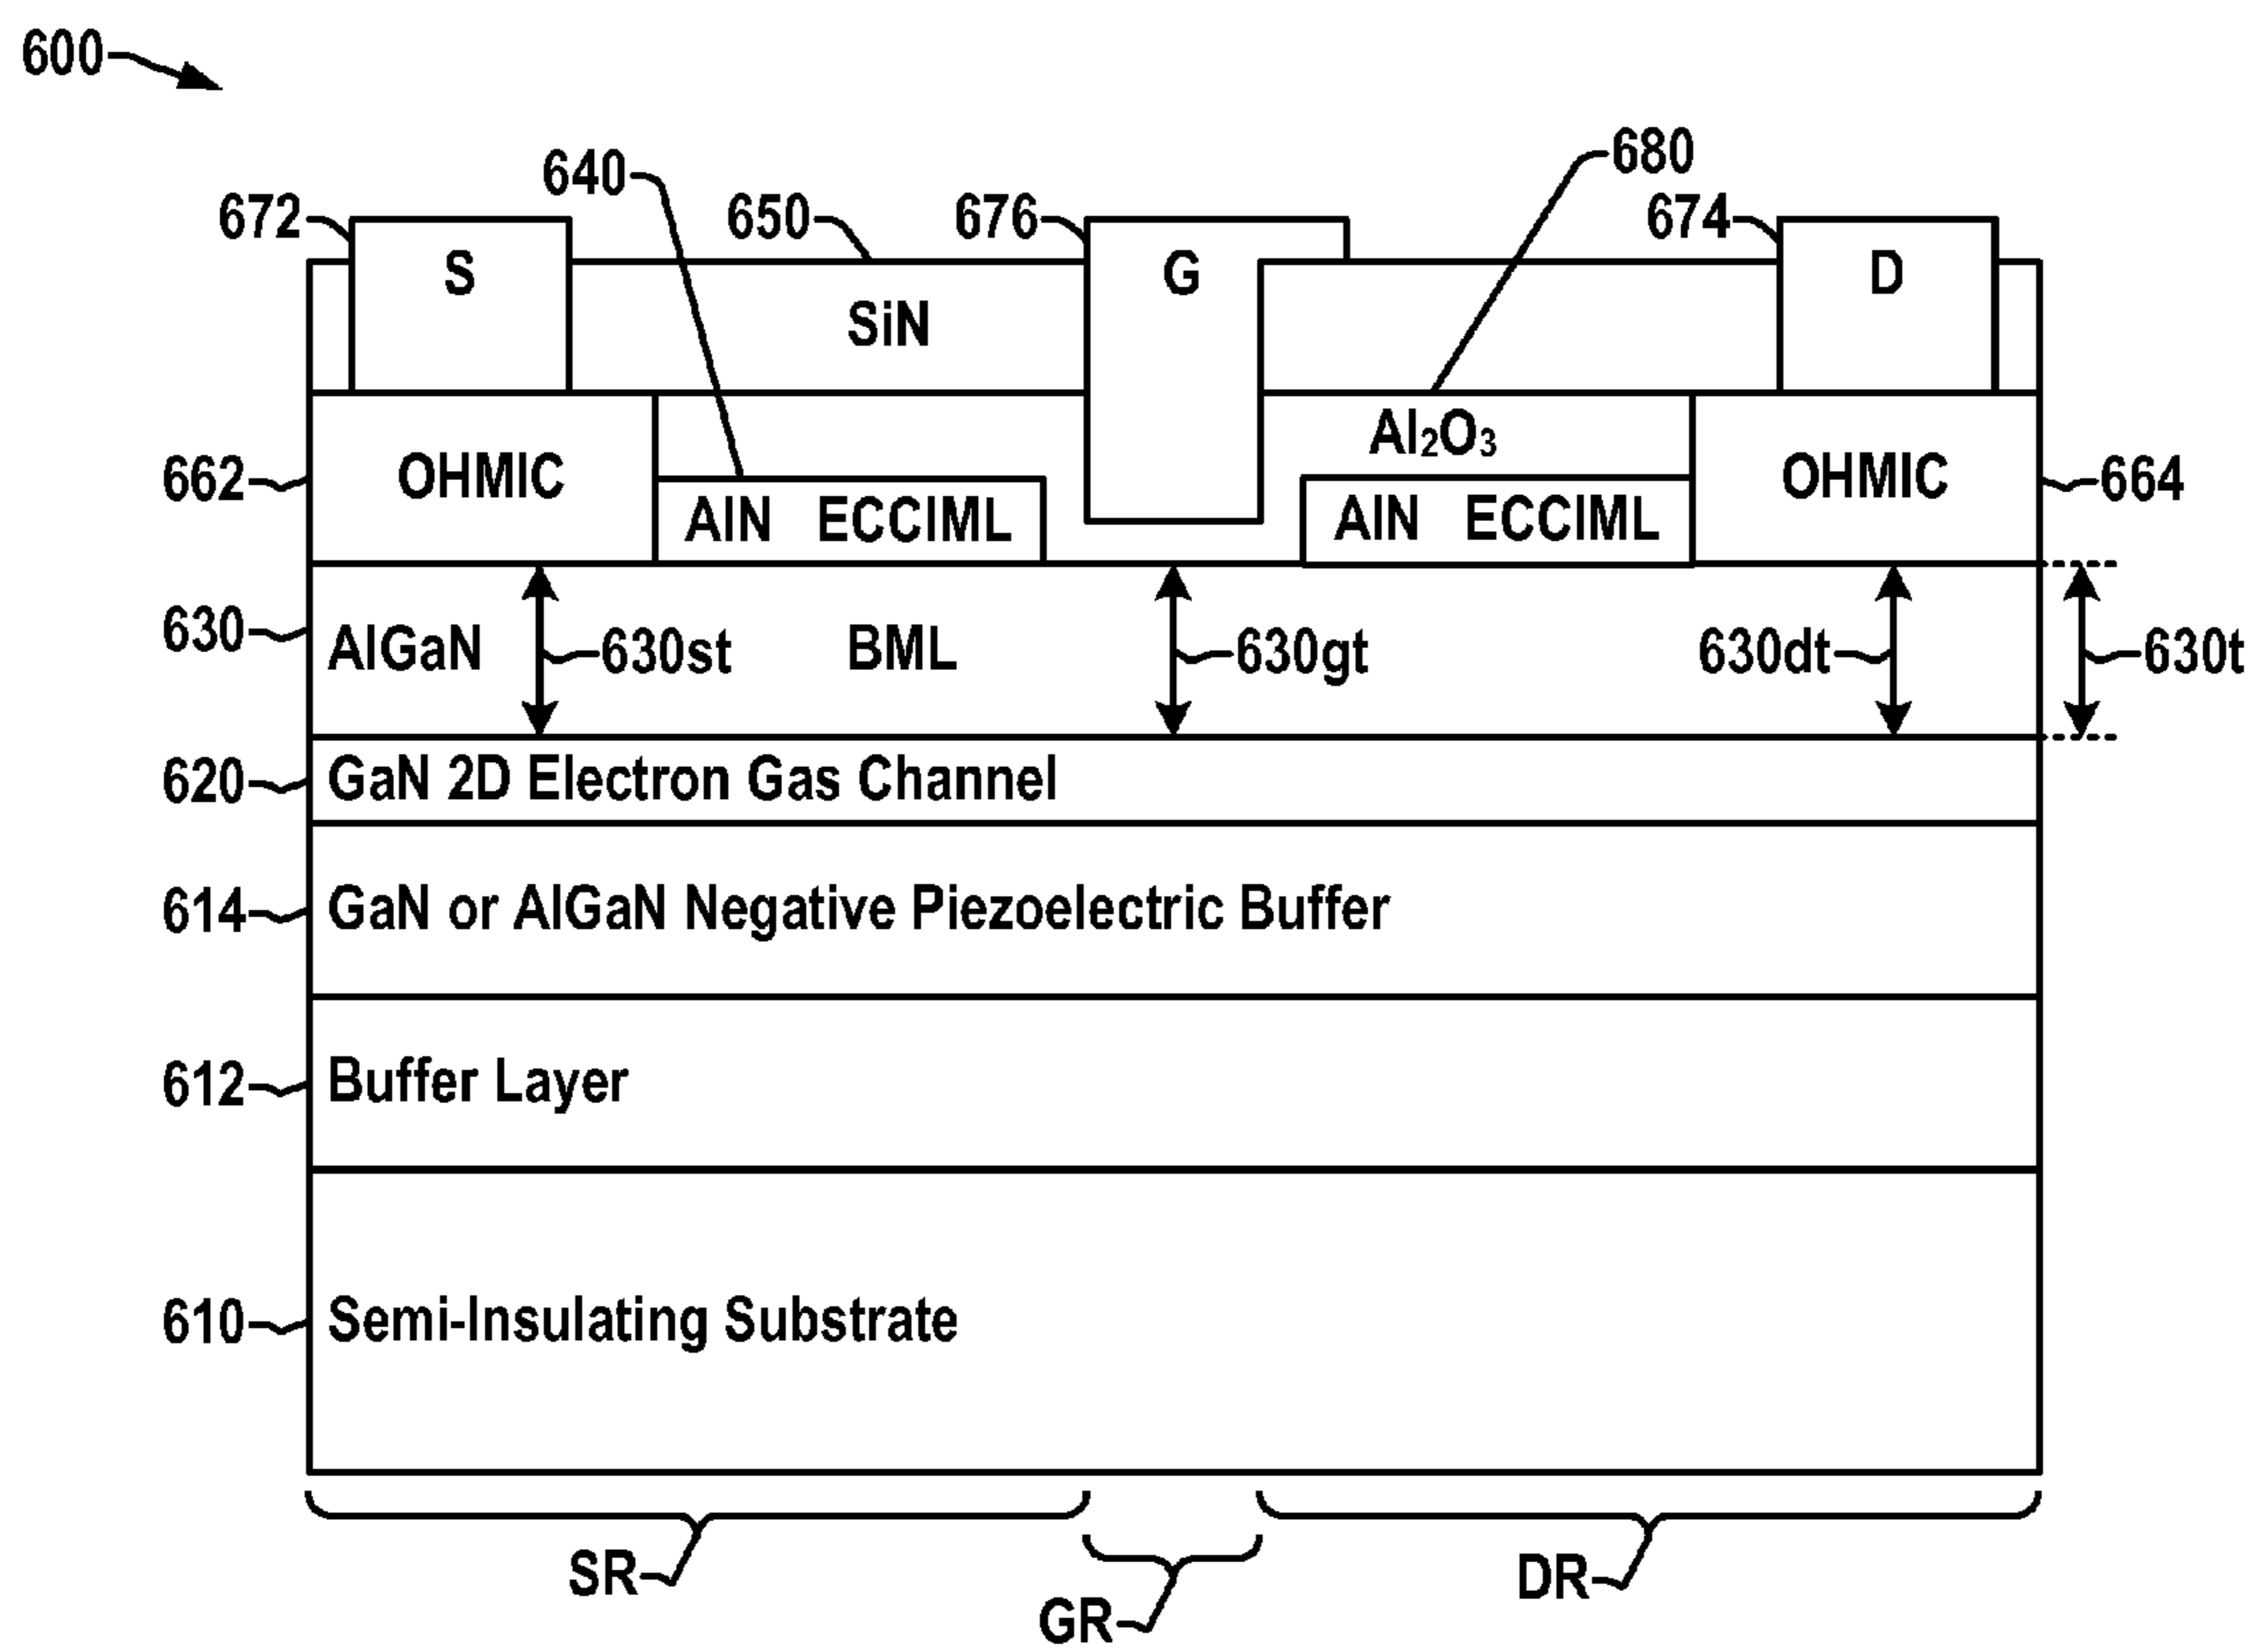 600
640
680
672
650
676
674
S
G
D
SiN
Al₂O₃
662
OHMIC
OHMIC
664
AlN ECCIML
AlN ECCIML
630
AlGaN
630st
BML
630gt
630dt
630t
620
GaN 2D Electron Gas Channel
614
GaN or AlGaN Negative Piezoelectric Buffer
612
Buffer Layer
610
Semi-Insulating Substrate
SR
GR
DR